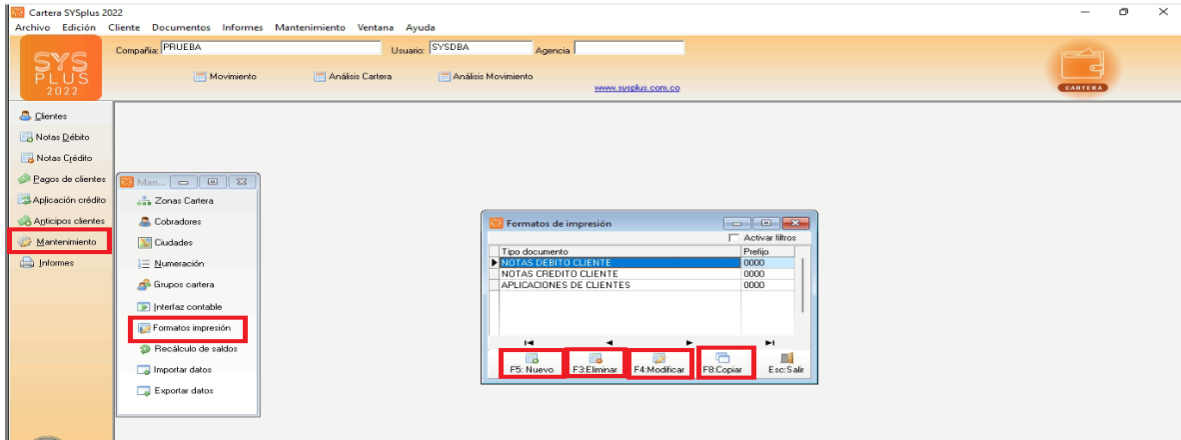 Cartera SYSplus 2022
Archivo Edición Cliente Documentos Informes Mantenimiento Ventana Ayuda
SYS
PLUS
2022
Compañia: PRUEBA Usuario: SYSDBA Agencia
Movimiento Análisis Cartera Análisis Movimiento
www.sysplus.com.co
CARTERA
Clientes
Notas Débito
Notas Crédito
Pagos de clientes
Aplicación crédito
Anticipos clientes
Mantenimiento
Informes
Man...
Zonas Cartera
Cobradores
Ciudades
Numeración
Grupos cartera
Interfaz contable
Formatos impresión
Recálculo de saldos
Importar datos
Exportar datos
Formatos de impresión
Activar filtros
Tipo documento Prefijo
NOTAS DEBITO CLIENTE 0000
NOTAS CREDITO CLIENTE 0000
APLICACIONES DE CLIENTES 0000
F5: Nuevo F3:Eliminar F4:Modificar F8:Copiar Esc:Salir